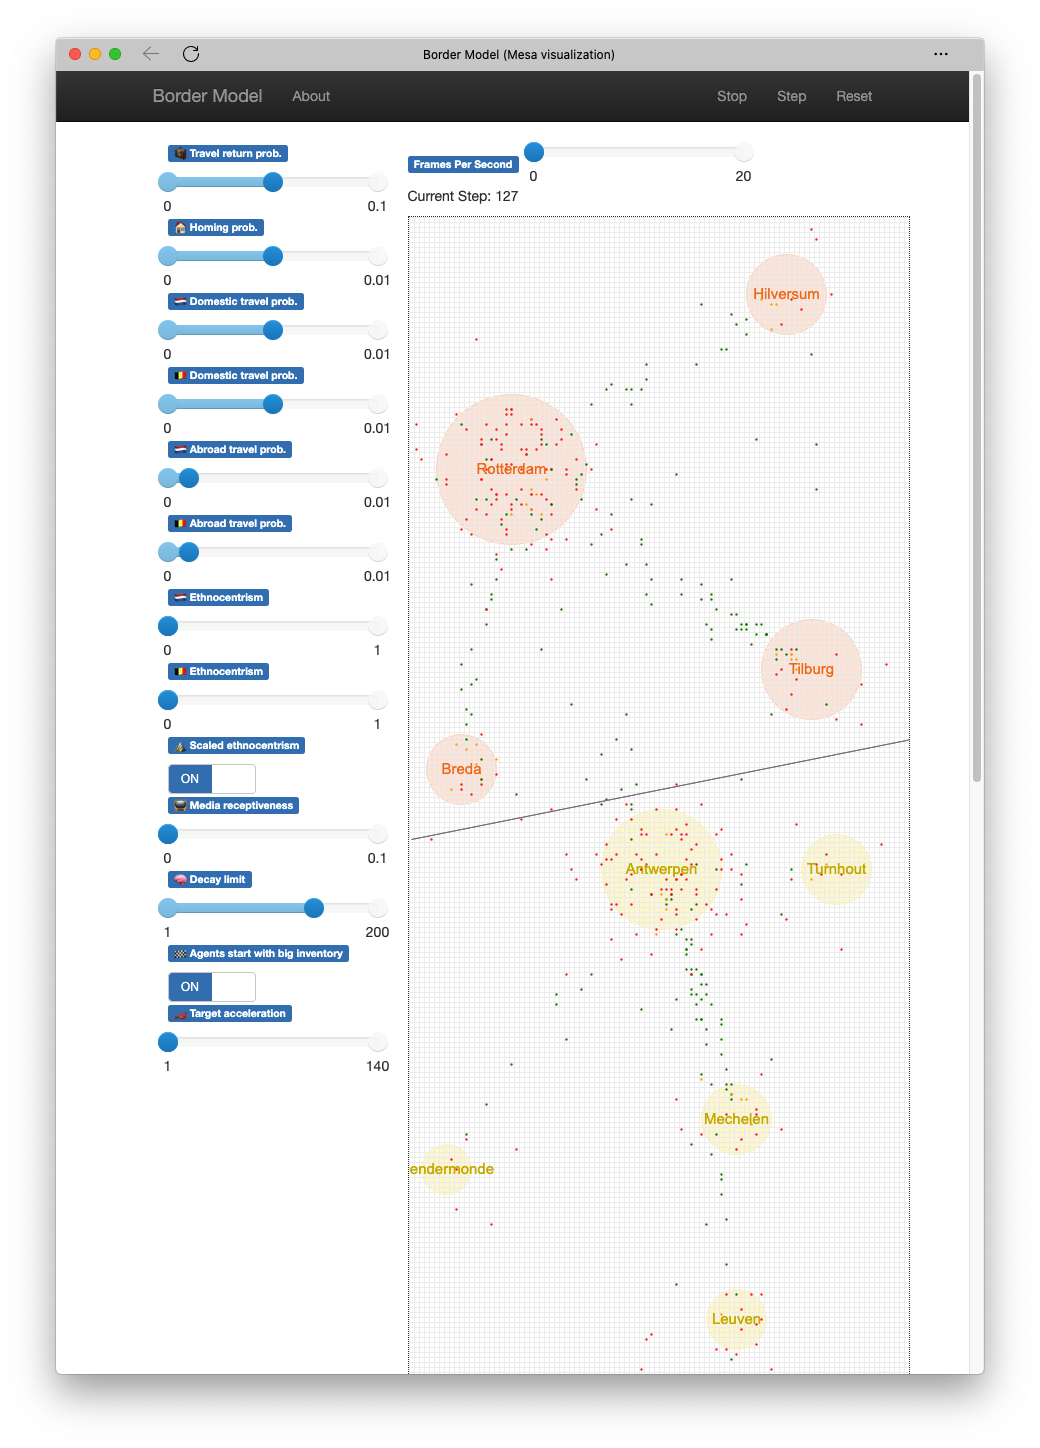 Border Model (Mesa visualization)
Border Model
About
Stop
Step
Reset
Travel return prob.
0
0.1
Homing prob.
0
0.01
Domestic travel prob.
0
0.01
Domestic travel prob.
0
0.01
Abroad travel prob.
0
0.01
Abroad travel prob.
0
0.01
Ethnocentrism
0
1
Ethnocentrism
0
1
Scaled ethnocentrism
ON
Media receptiveness
0
0.1
Decay limit
1
200
Agents start with big inventory
ON
Target acceleration
1
140
Frames Per Second
0
20
Current Step: 127
Hilversum
Rotterdam
Tilburg
Breda
Antwerpen
Turnhout
Mechelen
endermonde
Leuven